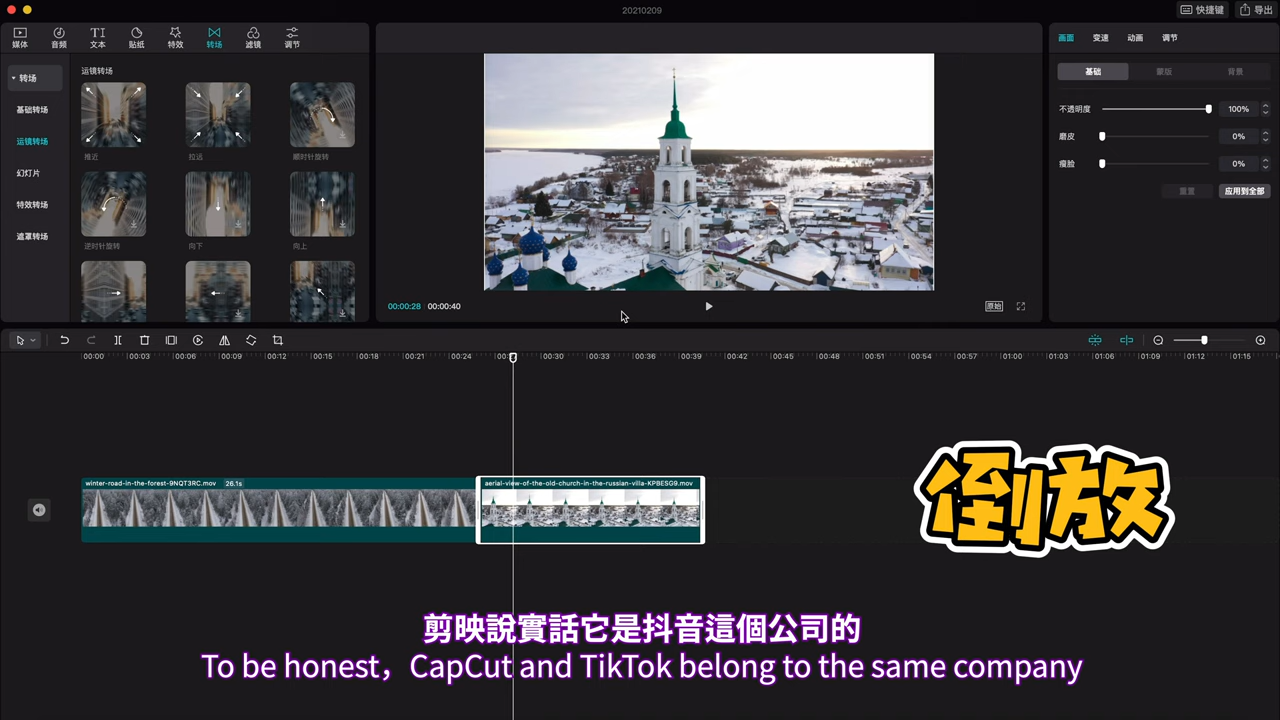 20210209
快捷键
导出
媒体
音频
TI
文本
贴纸
特效
转场
滤镜
调节
转场
基础转场
运镜转场
幻灯片
特效转场
遮罩转场
运镜转场
推近
拉远
顺时针旋转
逆时针旋转
向下
向上
00:00:28 00:00:40
原始
画面 变速 动画 调节
基础 蒙版 背景
不透明度 100%
磨皮 0%
瘦脸 0%
重置 应用到全部
00:00 00:03 00:06 00:09 00:12 00:15 00:18 00:21 00:24 00:30 00:33 00:36 00:39 00:42 00:45 00:48 00:51 00:54 00:57 01:00 01:03 01:06 01:09 01:12 01:15
winter-road-in-the-forest-9NQT3RC.mov 26.1s
aerial-view-of-the-old-church-in-the-russian-villa-KPBESG9.mov
倒放
剪映說實話它是抖音這個公司的
To be honest，CapCut and TikTok belong to the same company